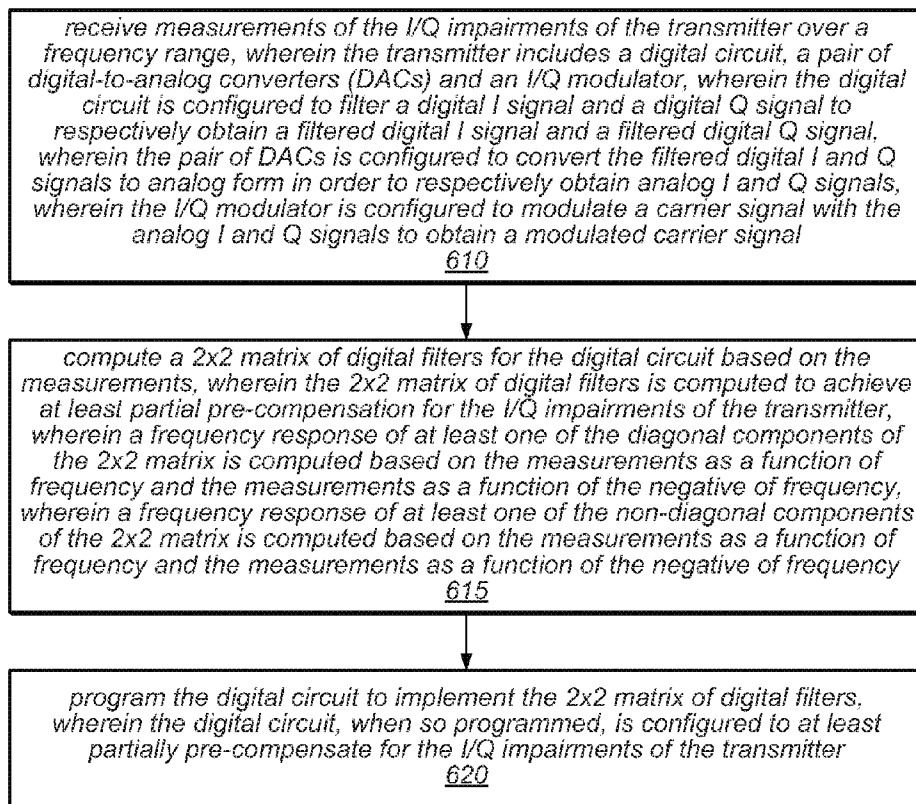 receive measurements of the I/Q impairments of the transmitter over a
frequency range, wherein the transmitter includes a digital circuit, a pair of
digital-to-analog converters (DACs) and an I/Q modulator, wherein the digital
circuit is configured to filter a digital I signal and a digital Q signal to
respectively obtain a filtered digital I signal and a filtered digital Q signal,
wherein the pair of DACs is configured to convert the filtered digital I and Q
signals to analog form in order to respectively obtain analog I and Q signals,
wherein the I/Q modulator is configured to modulate a carrier signal with the
analog I and Q signals to obtain a modulated carrier signal
610
compute a 2x2 matrix of digital filters for the digital circuit based on the
measurements, wherein the 2x2 matrix of digital filters is computed to achieve
at least partial pre-compensation for the I/Q impairments of the transmitter,
wherein a frequency response of at least one of the diagonal components of
the 2x2 matrix is computed based on the measurements as a function of
frequency and the measurements as a function of the negative of frequency,
wherein a frequency response of at least one of the non-diagonal components
of the 2x2 matrix is computed based on the measurements as a function of
frequency and the measurements as a function of the negative of frequency
615
program the digital circuit to implement the 2x2 matrix of digital filters,
wherein the digital circuit, when so programmed, is configured to at least
partially pre-compensate for the I/Q impairments of the transmitter
620